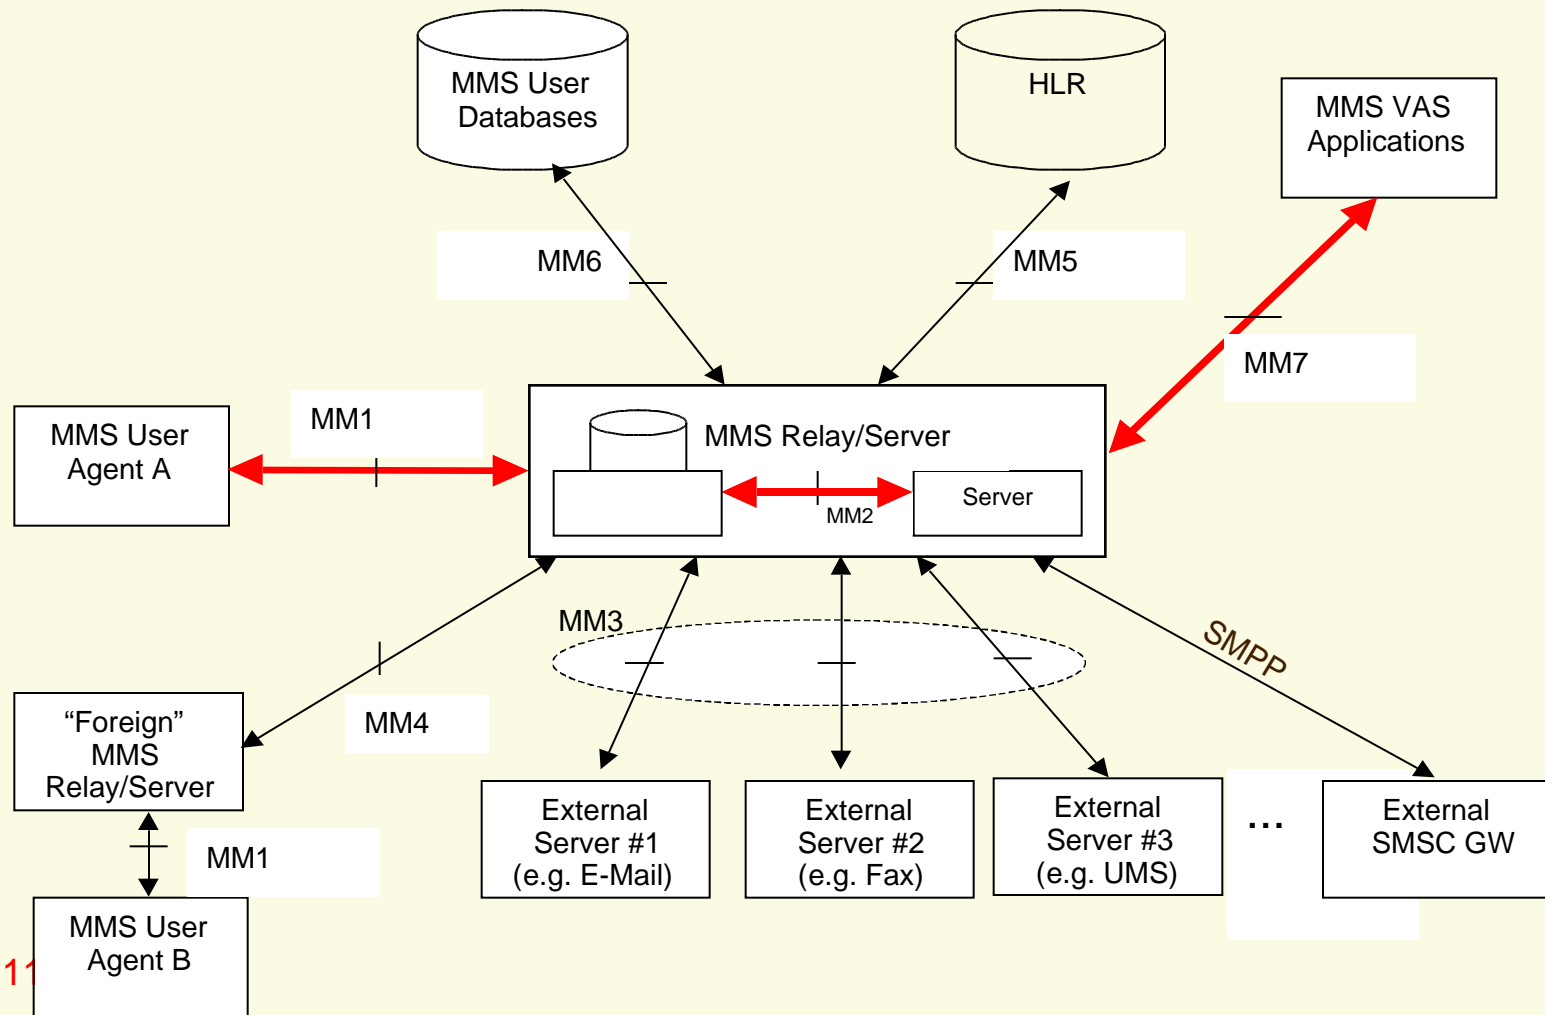 MMS User
Databases
HLR
MMS VAS
Applications
MM6
MM5
MM7
MM1
MMS User
Agent A
MMS Relay/Server
Server
MM2
MM3
SMPP
MM4
“Foreign”
MMS
Relay/Server
MM1
External
Server #1
(e.g. E-Mail)
External
Server #2
(e.g. Fax)
External
Server #3
(e.g. UMS)
...
External
SMSC GW
MMS User
Agent B